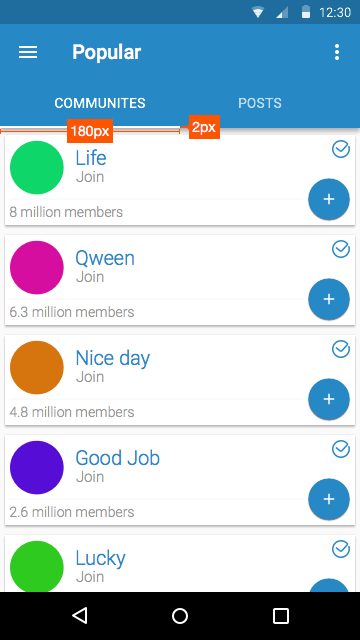 12:30
Popular
COMMUNITES POSTS
180px 2px
Life
Join
8 million members
Qween
Join
6.3 million members
Nice day
Join
4.8 million members
Good Job
Join
2.6 million members
Lucky
Join